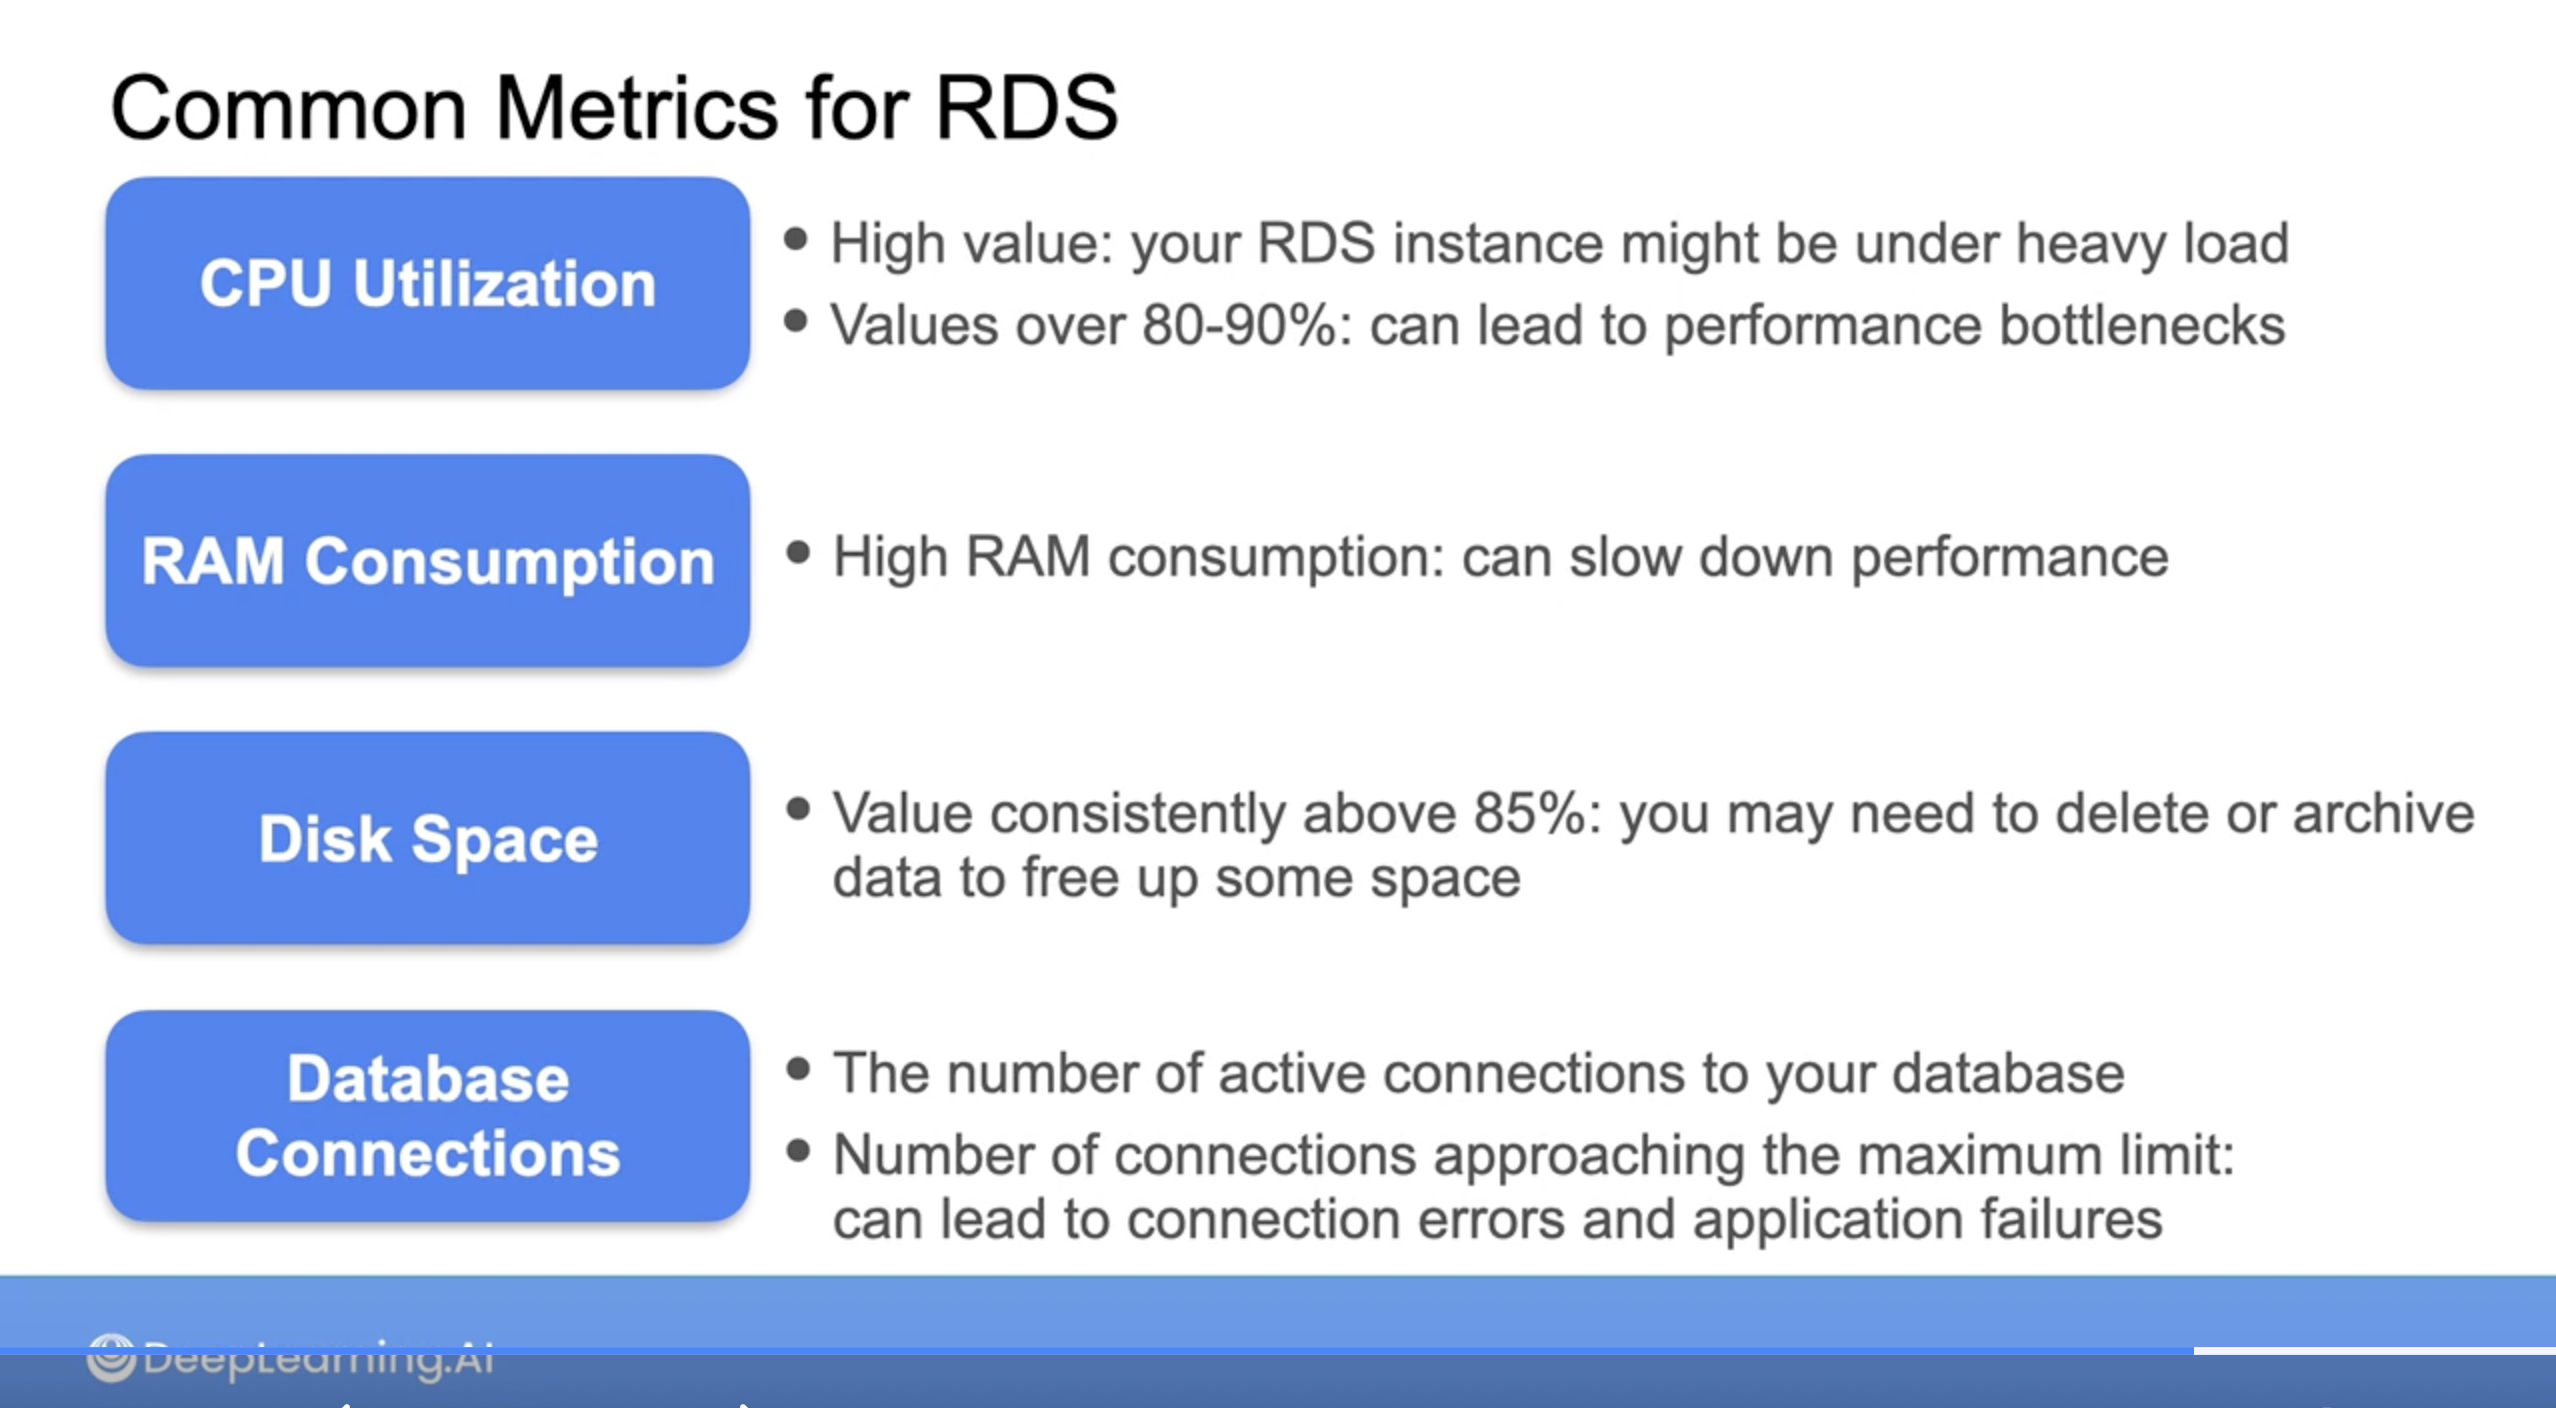 Common Metrics for RDS
CPU Utilization
• High value: your RDS instance might be under heavy load
• Values over 80-90%: can lead to performance bottlenecks
RAM Consumption
• High RAM consumption: can slow down performance
Disk Space
• Value consistently above 85%: you may need to delete or archive
data to free up some space
Database
Connections
• The number of active connections to your database
• Number of connections approaching the maximum limit:
can lead to connection errors and application failures
DeepLearning.AI